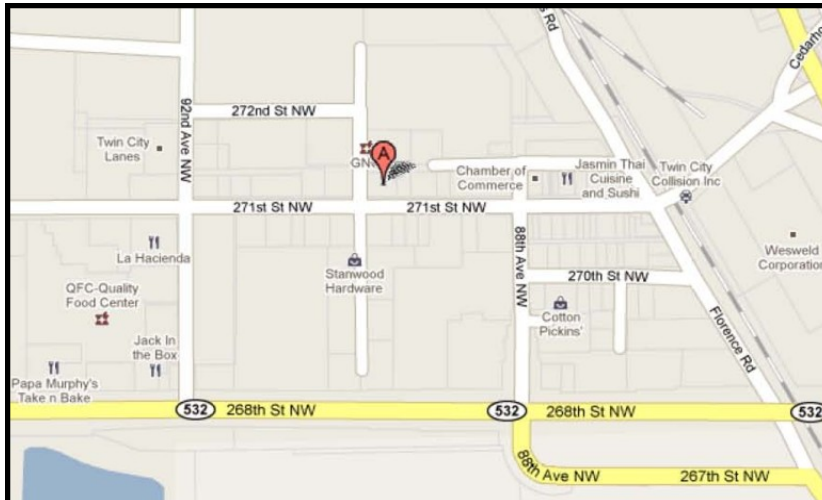 s Rd
Cedarho
92nd Ave NW
272nd St NW
Twin City
Lanes
A
Chamber of
Commerce
Jasmin Thai
Cuisine
and Sushi
Twin City
Collision Inc
271st St NW
271st St NW
88th Ave NW
La Hacienda
Stanwood
Hardware
Wesweld
Corporation
270th St NW
QFC-Quality
Food Center
Cotton
Pickins'
Florence Rd
Jack In
the Box
Papa Murphy's
Take n Bake
532
268th St NW
532
268th St NW
532
88th Ave NW
267th St NW